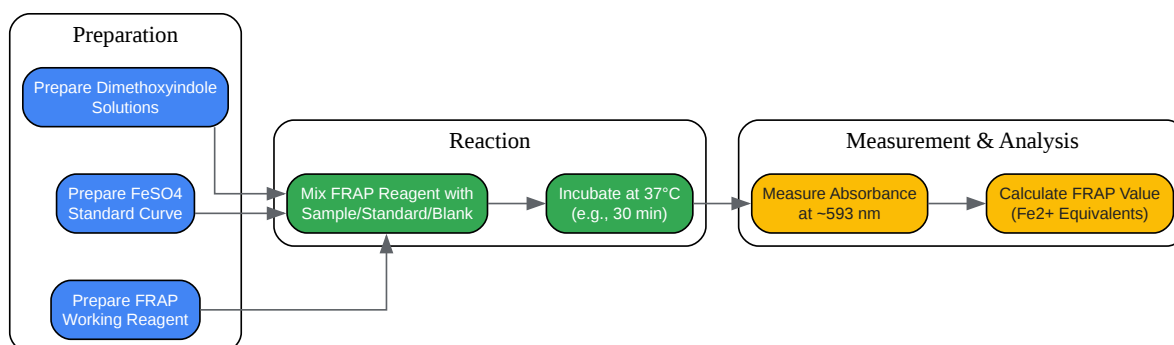 Preparation
Prepare Dimethoxyindole
Solutions
Prepare FeSO4
Standard Curve
Prepare FRAP
Working Reagent
Reaction
Mix FRAP Reagent with
Sample/Standard/Blank
Incubate at 37°C
(e.g., 30 min)
Measurement & Analysis
Measure Absorbance
at ~593 nm
Calculate FRAP Value
(Fe2+ Equivalents)